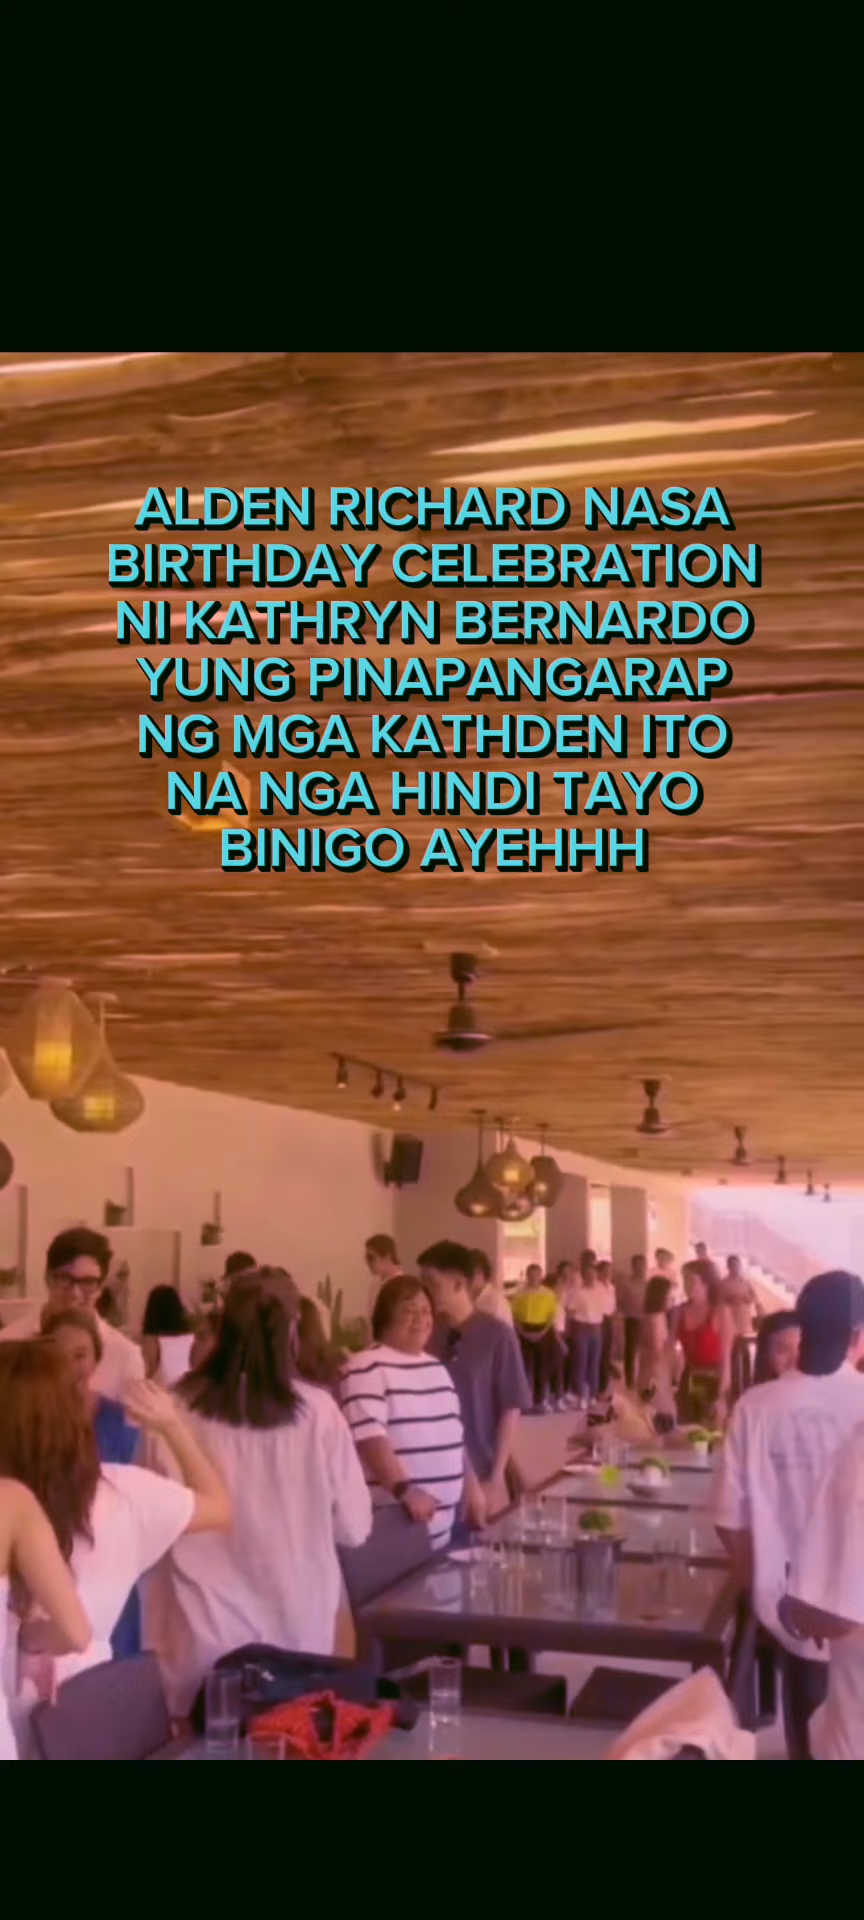 ALDEN RICHARD NASA
BIRTHDAY CELEBRATION
NI KATHRYN BERNARDO
YUNG PINAPANGARAP
NG MGA KATHDEN ITO
NA NGA HINDI TAYO
BINIGO AYEHHH